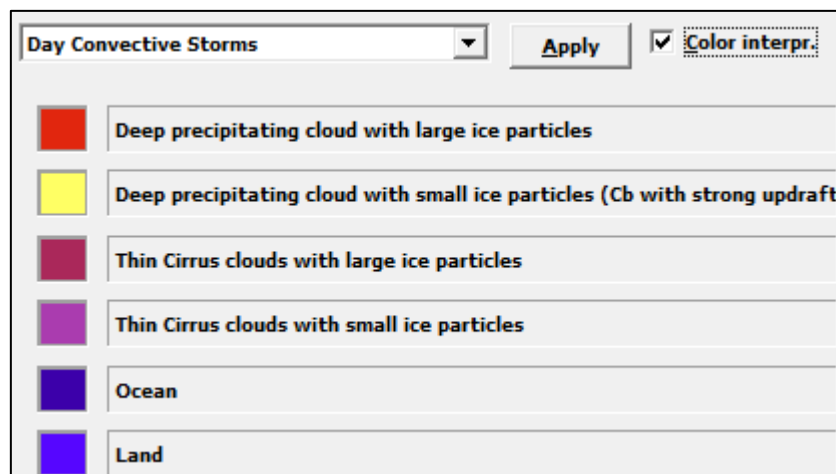 Day Convective Storms Apply Color interpr.
Deep precipitating cloud with large ice particles
Deep precipitating cloud with small ice particles (Cb with strong updraft
Thin Cirrus clouds with large ice particles
Thin Cirrus clouds with small ice particles
Ocean
Land